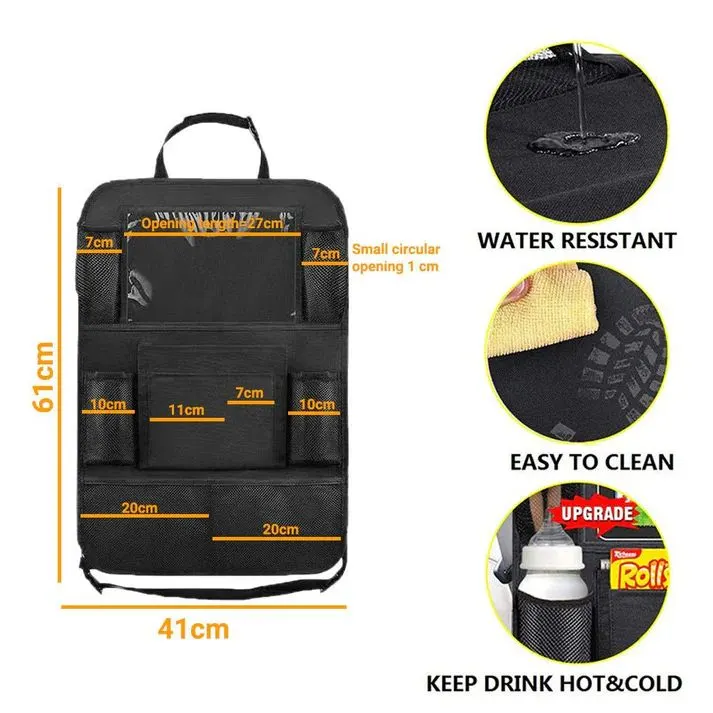 Opening length=27cm
7cm
7cm
Small circular
opening 1 cm
61cm
10cm
11cm
7cm
10cm
20cm
20cm
41cm
WATER RESISTANT
EASY TO CLEAN
UPGRADE
Rolls
KEEP DRINK HOT&COLD